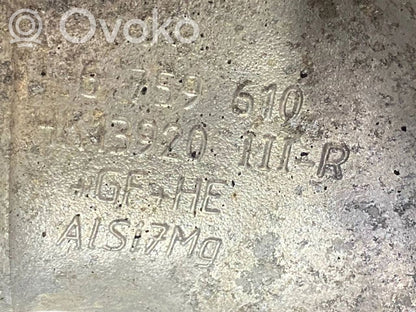 Ovoko
6 759 610
3920 III-R
GF+HE
AlSi7Mg